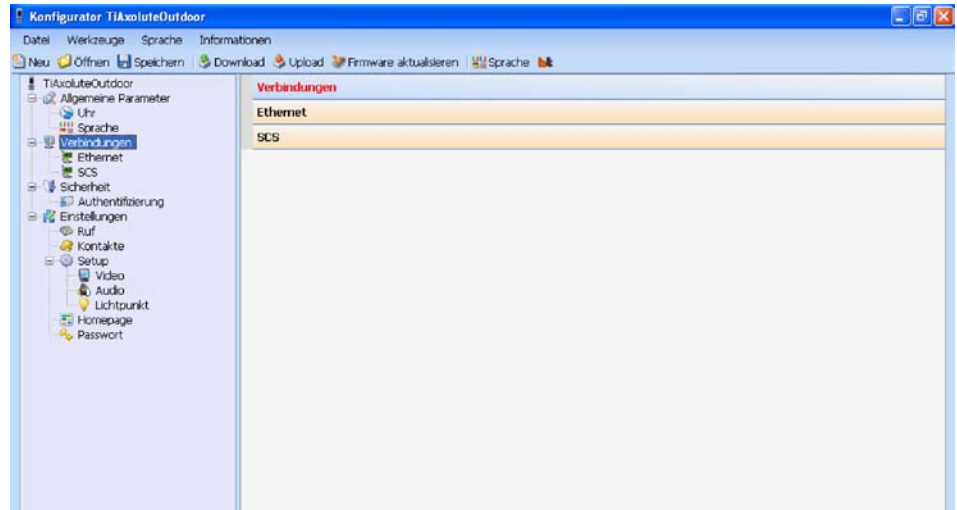 Konfigurator TiAxoluteOutdoor
Datei Werkzeuge Sprache Informationen
Neu Öffnen Speichern Download Upload Firmware aktualisieren Sprache
TiAxoluteOutdoor
Allgemeine Parameter
Uhr
Sprache
Verbindungen
Ethernet
SCS
Sicherheit
Authentifizierung
Einstellungen
Ruf
Kontakte
Setup
Video
Audio
Lichtpunkt
Homepage
Passwort
Verbindungen
Ethernet
SCS